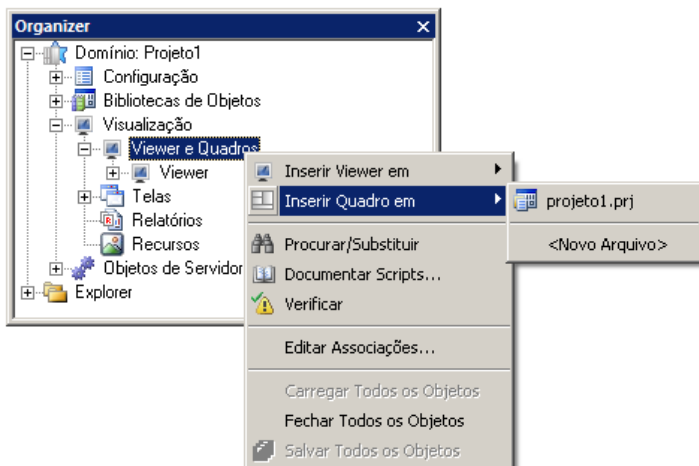 Organizer
Domínio: Projeto1
Configuração
Bibliotecas de Objetos
Visualização
Viewer e Quadros
Viewer
Telas
Relatórios
Recursos
Objetos de Servidor
Explorer
Inserir Viewer em
Inserir Quadro em
Procurar/Substituir
Documentar Scripts...
Verificar
Editar Associações...
Carregar Todos os Objetos
Fechar Todos os Objetos
Salvar Todos os Objetos
projeto1.prj
<Novo Arquivo>